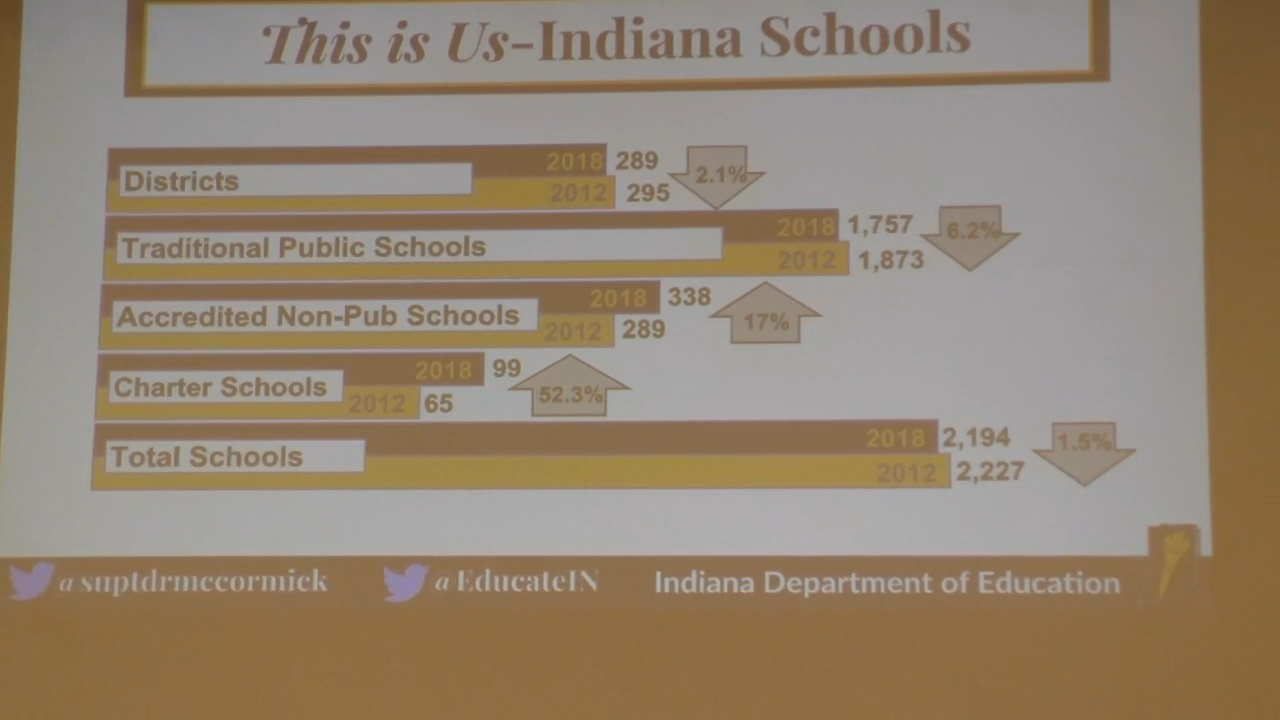 This is Us-Indiana Schools
2018 289
Districts 2.1%
2012 295
2018 1,757
Traditional Public Schools 6.2%
2012 1,873
2018 338
Accredited Non-Pub Schools 17%
2012 289
2018 99
Charter Schools 52.3%
2012 65
2018 2,194
Total Schools 1.5%
2012 2,227
@suptdrmccormick @EducateIN Indiana Department of Education